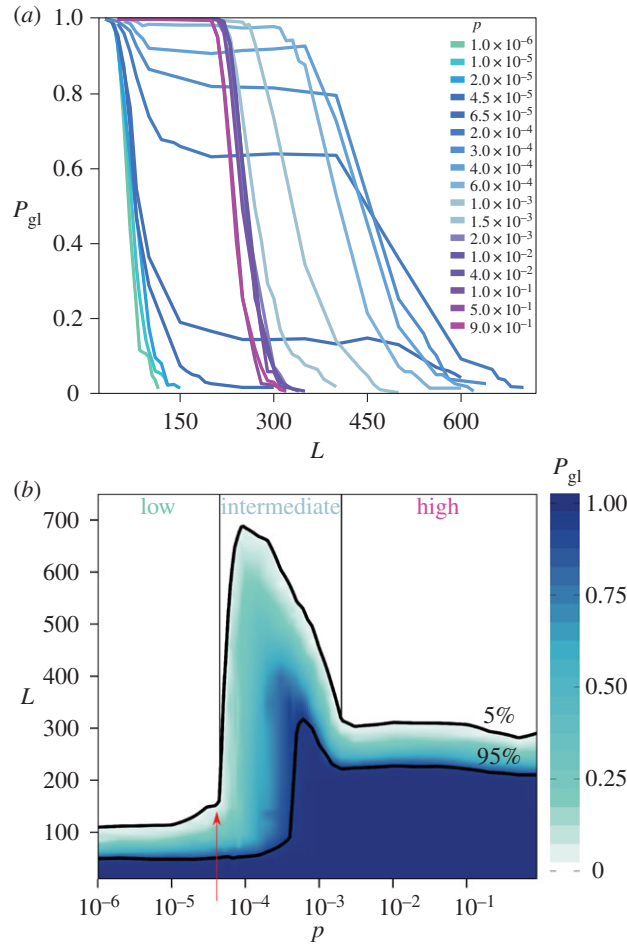 (a)
1.0
0.8
0.6
0.4
0.2
0
P_gl
150
300
450
600
L
p
1.0 × 10^-6
1.0 × 10^-5
2.0 × 10^-5
4.5 × 10^-5
6.5 × 10^-5
2.0 × 10^-4
3.0 × 10^-4
4.0 × 10^-4
6.0 × 10^-4
1.0 × 10^-3
1.5 × 10^-3
2.0 × 10^-3
1.0 × 10^-2
4.0 × 10^-2
1.0 × 10^-1
5.0 × 10^-1
9.0 × 10^-1
(b)
P_gl
low intermediate high
700
600
500
400
300
200
100
L
5%
95%
1.00
0.75
0.50
0.25
0
10^-6
10^-5
10^-4
10^-3
10^-2
10^-1
p